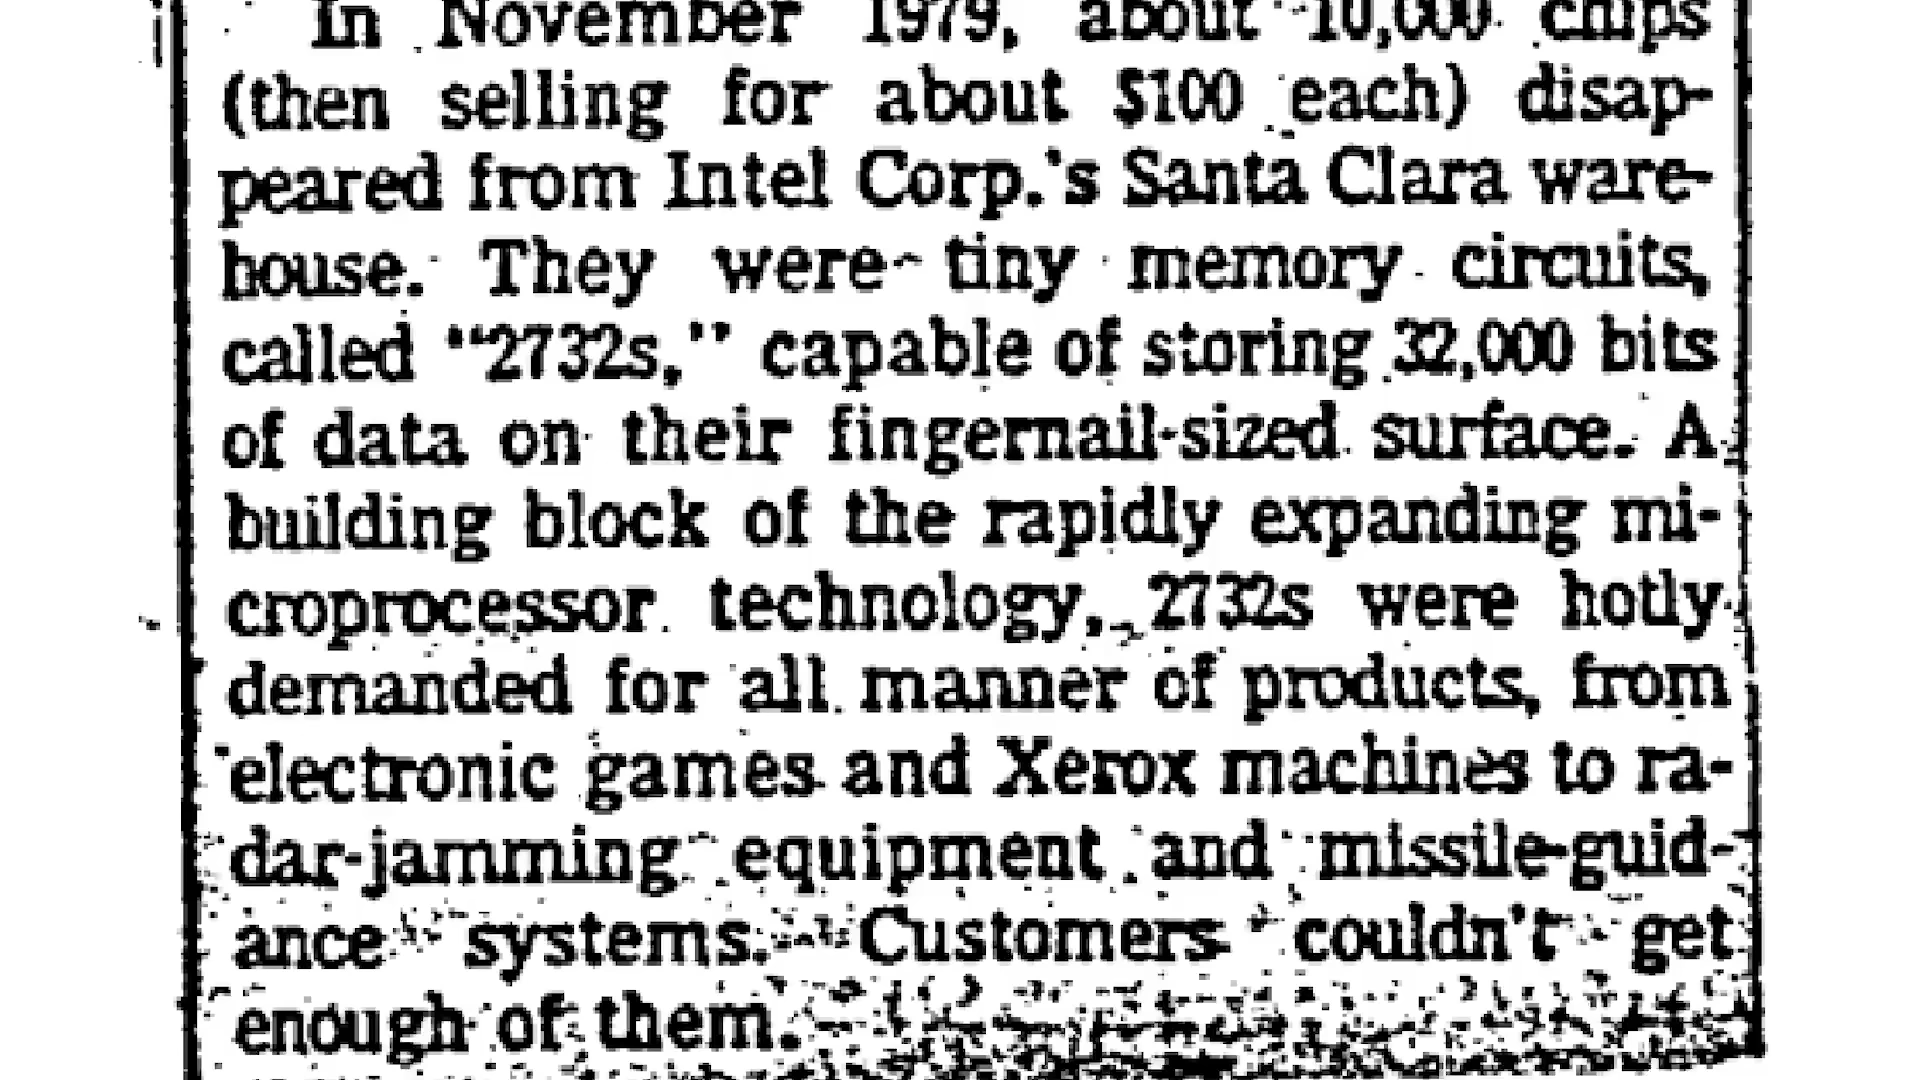 In November 1979, about 10,000 chips
(then selling for about $100 each) disap-
peared from Intel Corp.'s Santa Clara ware-
house. They were tiny memory circuits,
called "2732s," capable of storing 32,000 bits
of data on their fingernail-sized surface. A
building block of the rapidly expanding mi-
croprocessor technology, 2732s were hotly
demanded for all manner of products, from
electronic games and Xerox machines to ra-
dar-jamming equipment and missile-guid-
ance systems. Customers couldn't get
enough of them.